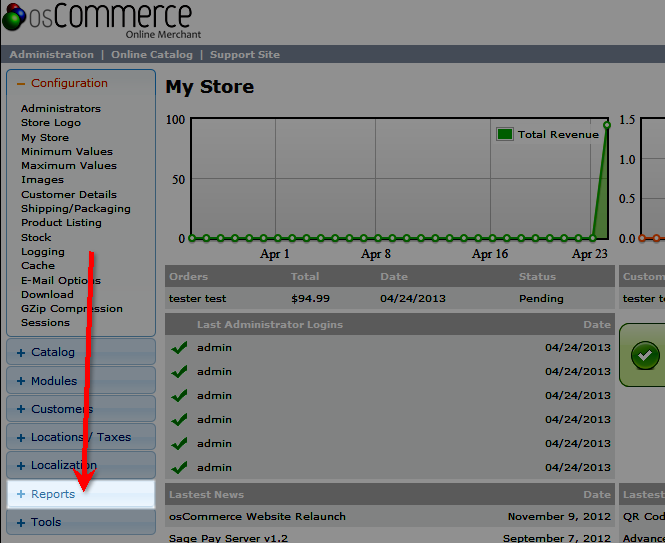 osCommerce
Online Merchant
Administration | Online Catalog | Support Site
Configuration
Administrators
Store Logo
My Store
Minimum Values
Maximum Values
Images
Customer Details
Shipping/Packaging
Product Listing
Stock
Logging
Cache
E-Mail Options
Download
GZip Compression
Sessions
Catalog
Modules
Customers
Locations / Taxes
Localization
Reports
Tools
My Store
100
50
0
Total Revenue
Apr 1 Apr 8 Apr 16 Apr 23
1.5
1.0
0.5
0.0
Orders Total Date Status
tester test $94.99 04/24/2013 Pending
Custom
tester t
Last Administrator Logins Date
admin 04/24/2013
admin 04/24/2013
admin 04/24/2013
admin 04/24/2013
admin 04/24/2013
admin 04/24/2013
Lastest News Date
osCommerce Website Relaunch November 9, 2012
Sage Pay Server v1.2 September 7, 2012
Lastest
QR Cod
Advanc